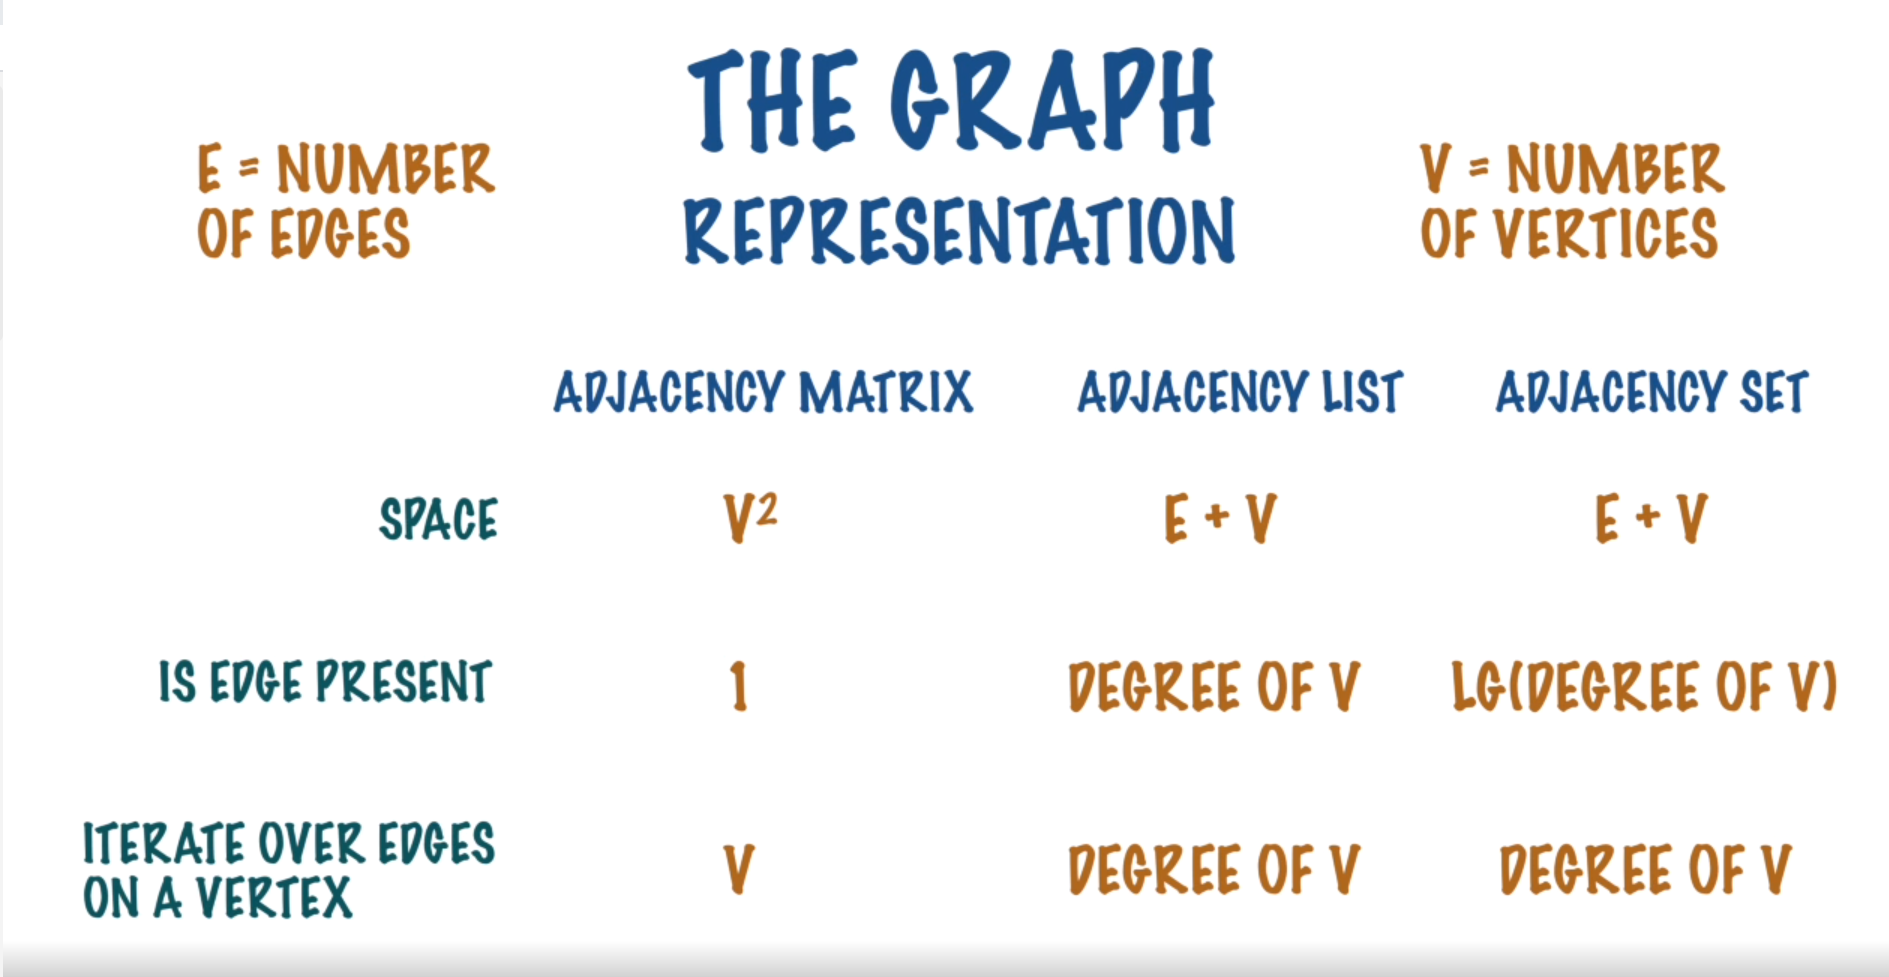 THE GRAPH
REPRESENTATION
E = NUMBER
OF EDGES
V = NUMBER
OF VERTICES
ADJACENCY MATRIX ADJACENCY LIST ADJACENCY SET
SPACE V² E + V E + V
IS EDGE PRESENT 1 DEGREE OF V LG(DEGREE OF V)
ITERATE OVER EDGES
ON A VERTEX V DEGREE OF V DEGREE OF V